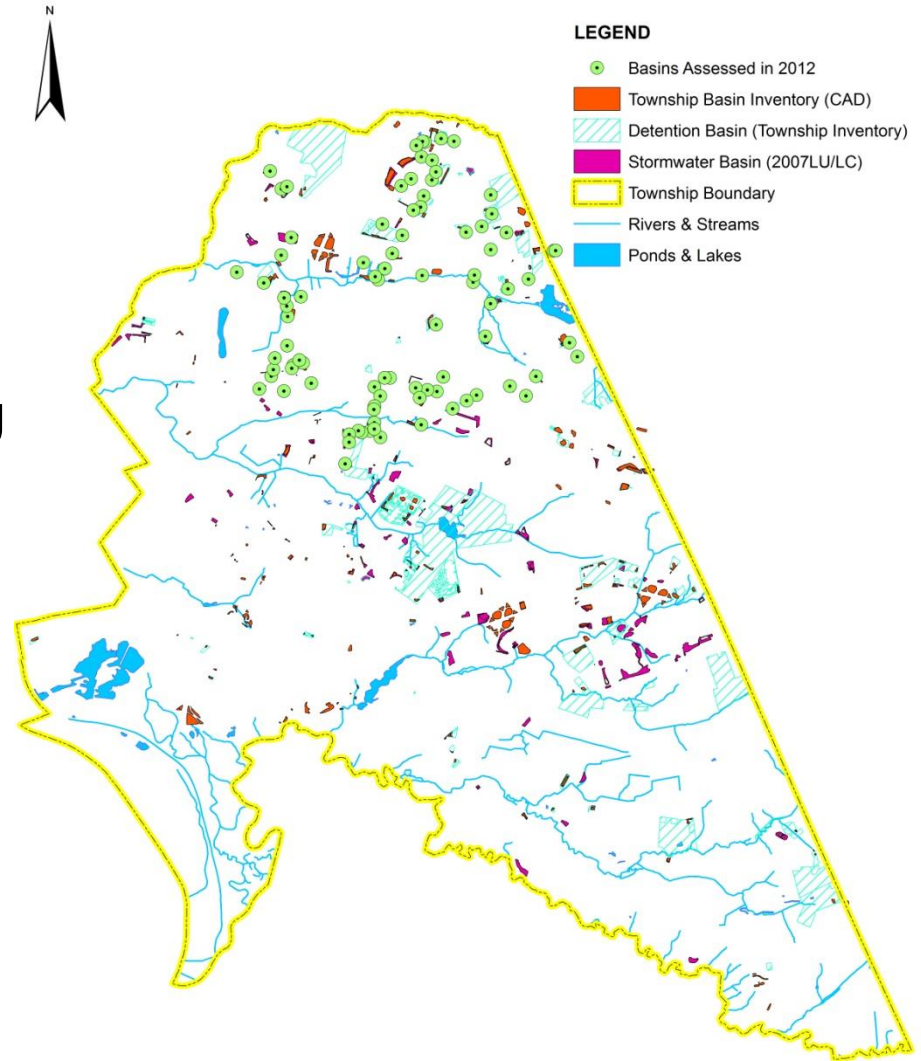 N
LEGEND
Basins Assessed in 2012
Township Basin Inventory (CAD)
Detention Basin (Township Inventory)
Stormwater Basin (2007LU/LC)
Township Boundary
Rivers & Streams
Ponds & Lakes